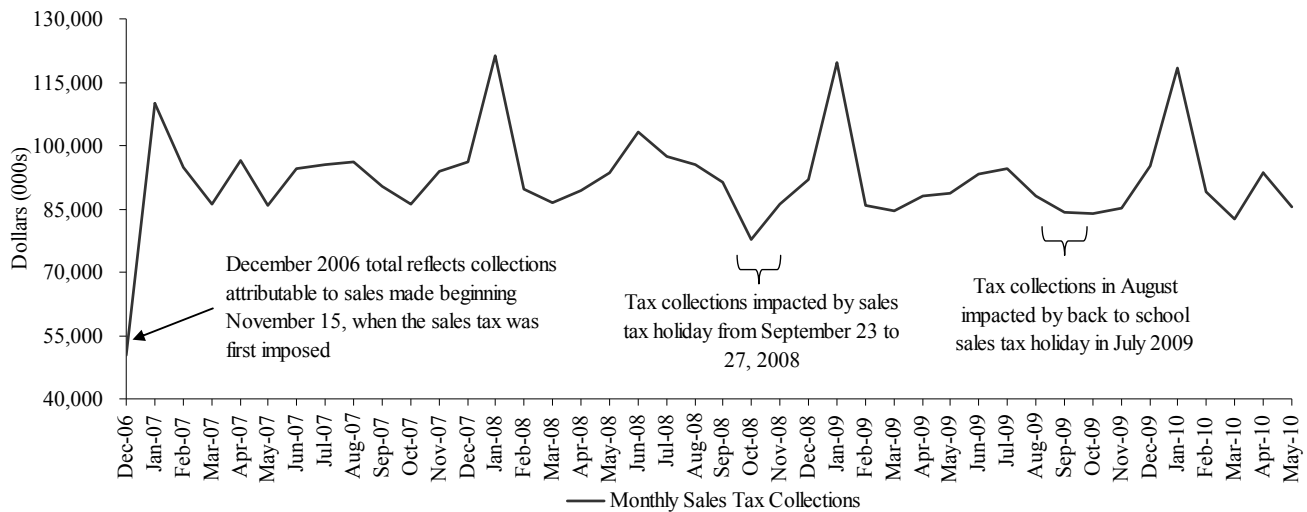 130,000
115,000
100,000
85,000
70,000
55,000
40,000
Dollars (000s)
December 2006 total reflects collections
attributable to sales made beginning
November 15, when the sales tax was
first imposed
Tax collections impacted by sales
tax holiday from September 23 to
27, 2008
Tax collections in August
impacted by back to school
sales tax holiday in July 2009
Dec-06
Jan-07
Feb-07
Mar-07
Apr-07
May-07
Jun-07
Jul-07
Aug-07
Sep-07
Oct-07
Nov-07
Dec-07
Jan-08
Feb-08
Mar-08
Apr-08
May-08
Jun-08
Jul-08
Aug-08
Sep-08
Oct-08
Nov-08
Dec-08
Jan-09
Feb-09
Mar-09
Apr-09
May-09
Jun-09
Jul-09
Aug-09
Sep-09
Oct-09
Nov-09
Dec-09
Jan-10
Feb-10
Mar-10
Apr-10
May-10
Monthly Sales Tax Collections